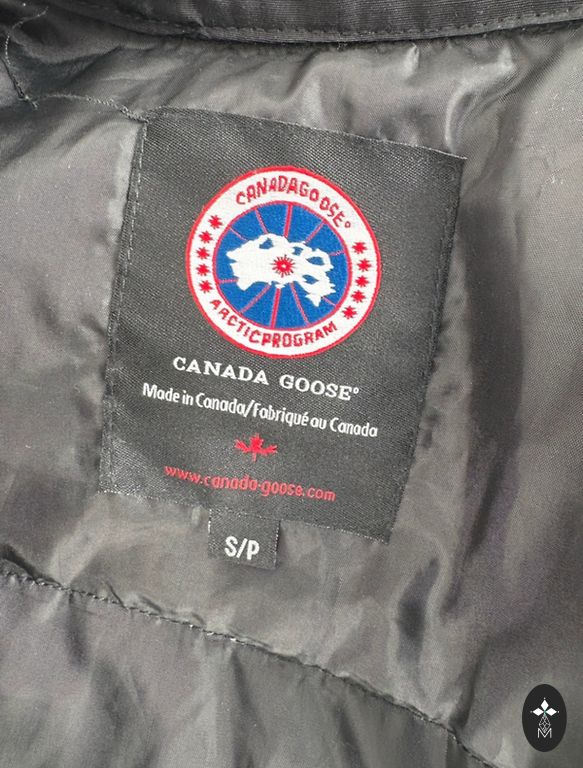 CANADA GOOSE®
ARCTIC PROGRAM
CANADA GOOSE®
Made in Canada/Fabriqué au Canada
www.canada-goose.com
S/P
M